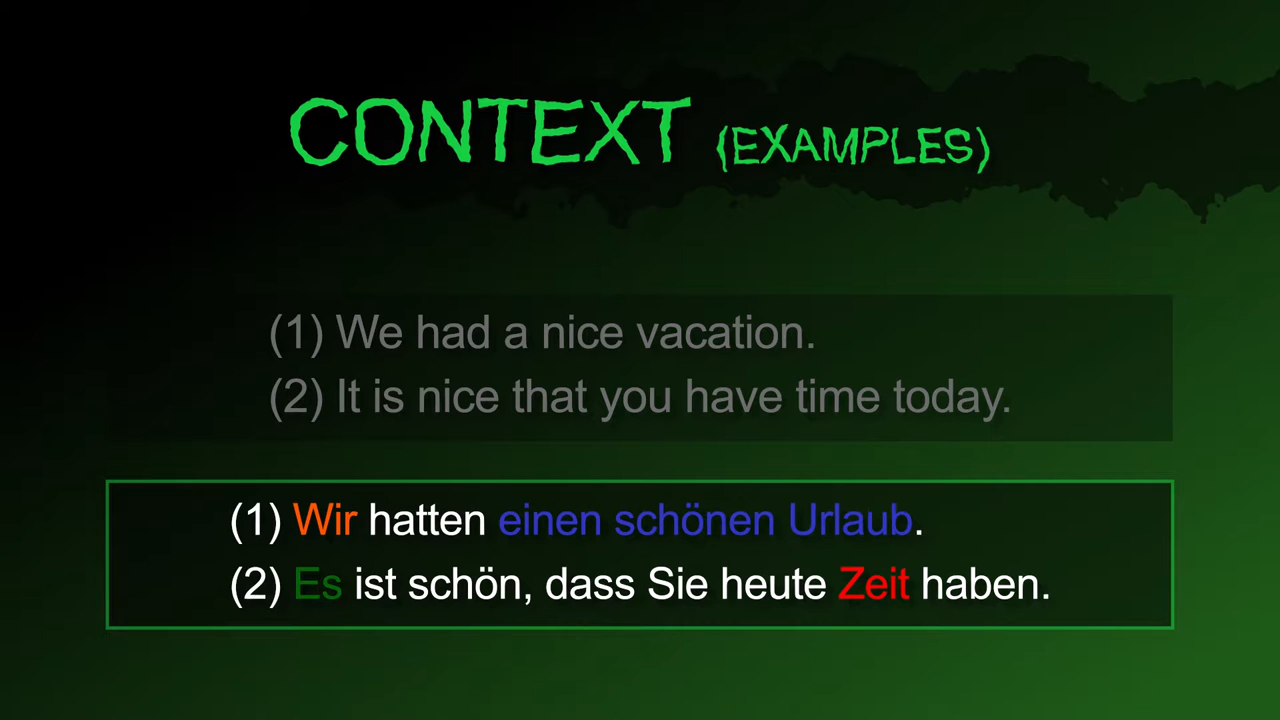 CONTEXT (EXAMPLES)
(1) We had a nice vacation.
(2) It is nice that you have time today.
(1) Wir hatten einen schönen Urlaub.
(2) Es ist schön, dass Sie heute Zeit haben.